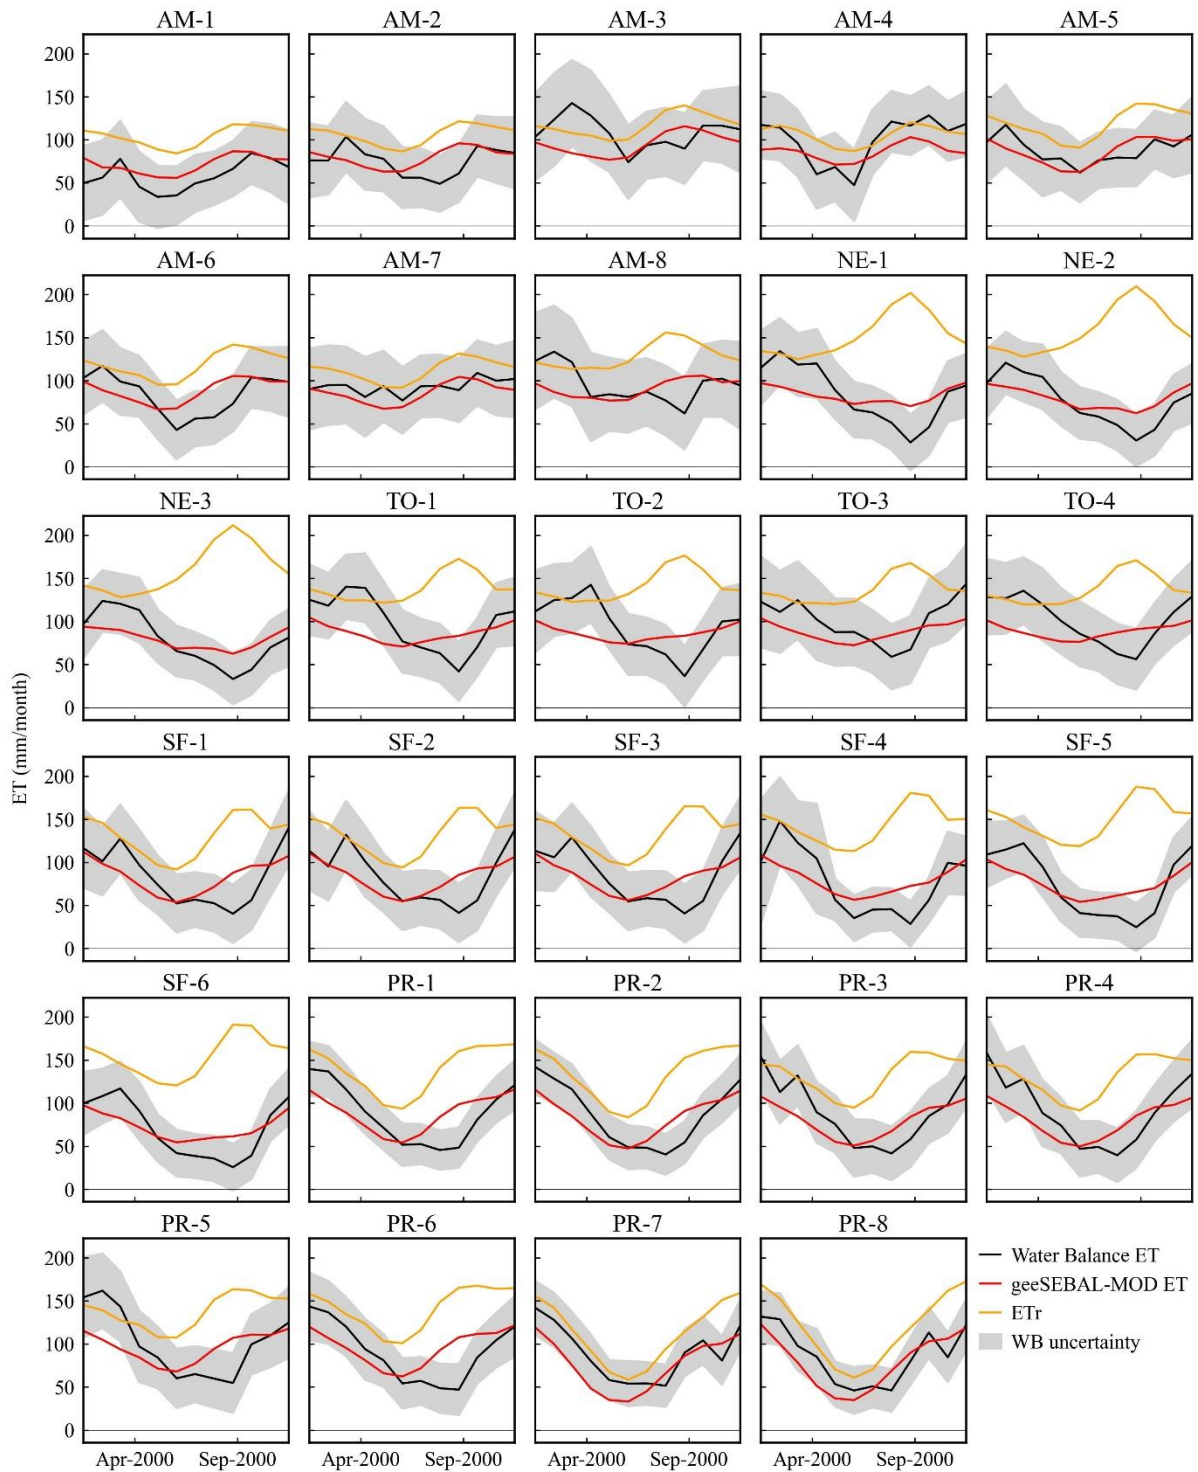 AM-1 AM-2 AM-3 AM-4 AM-5
200
150
100
50
0
AM-6 AM-7 AM-8 NE-1 NE-2
200
150
100
50
0
NE-3 TO-1 TO-2 TO-3 TO-4
200
150
100
50
0
ET (mm/month)
SF-1 SF-2 SF-3 SF-4 SF-5
200
150
100
50
0
SF-6 PR-1 PR-2 PR-3 PR-4
200
150
100
50
0
PR-5 PR-6 PR-7 PR-8
200
150
100
50
0
Water Balance ET
geeSEBAL-MOD ET
ETr
WB uncertainty
Apr-2000 Sep-2000 Apr-2000 Sep-2000 Apr-2000 Sep-2000 Apr-2000 Sep-2000